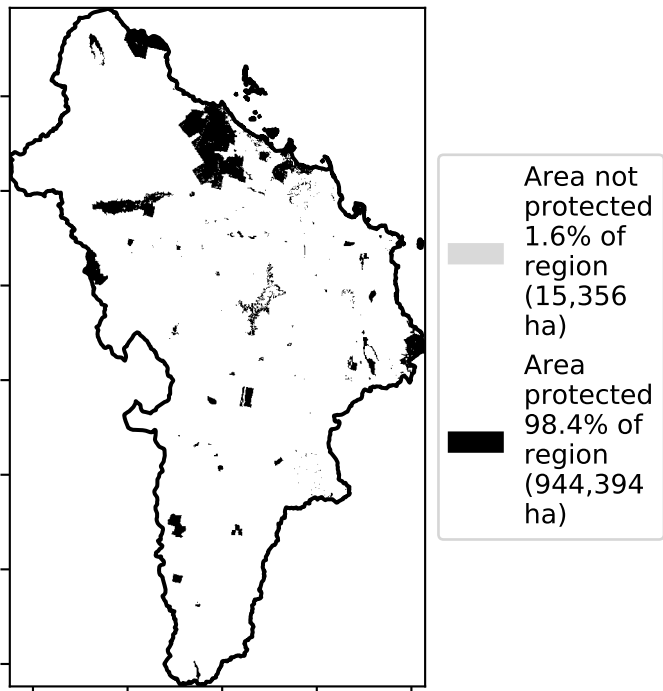 Area not
protected
1.6% of
region
(15,356
ha)
Area
protected
98.4% of
region
(944,394
ha)